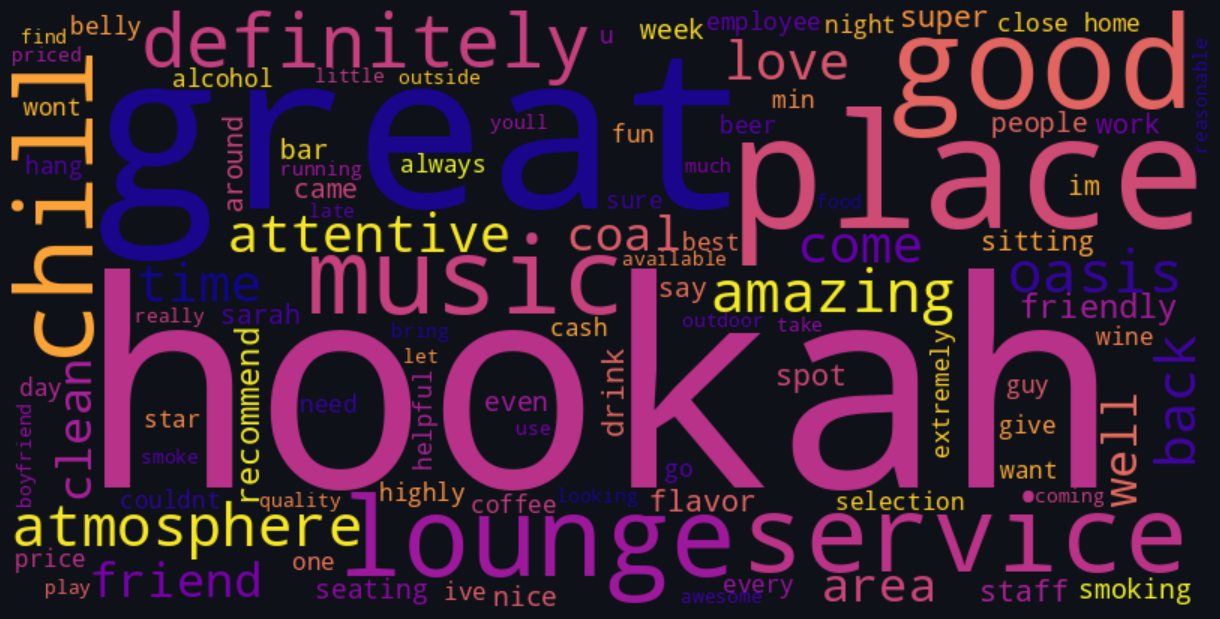 find
belly
definitely
u
week
employee
night
super
close home
priced
chill
alcohol
little
outside
love
good
reasonable
wont
great
min
around
bar
youll
fun
beer
people
work
hang
running
always
much
place
came
late
sure
food
im
attentive
coal
best
come
sitting
time
music
available
oasis
really
sarah
say
amazing
friendly
hookah
bring
cash
outdoor
take
wine
clean
recommend
let
drink
spot
extremely
back
day
star
need
helpful
even
guy
well
boyfriend
use
give
smoke
go
want
couldnt
quality
highly
coffee
looking
flavor
selection
coming
atmosphere
lounge
service
price
one
play
friend
seating
ive
nice
awesome
every
area
staff
smoking